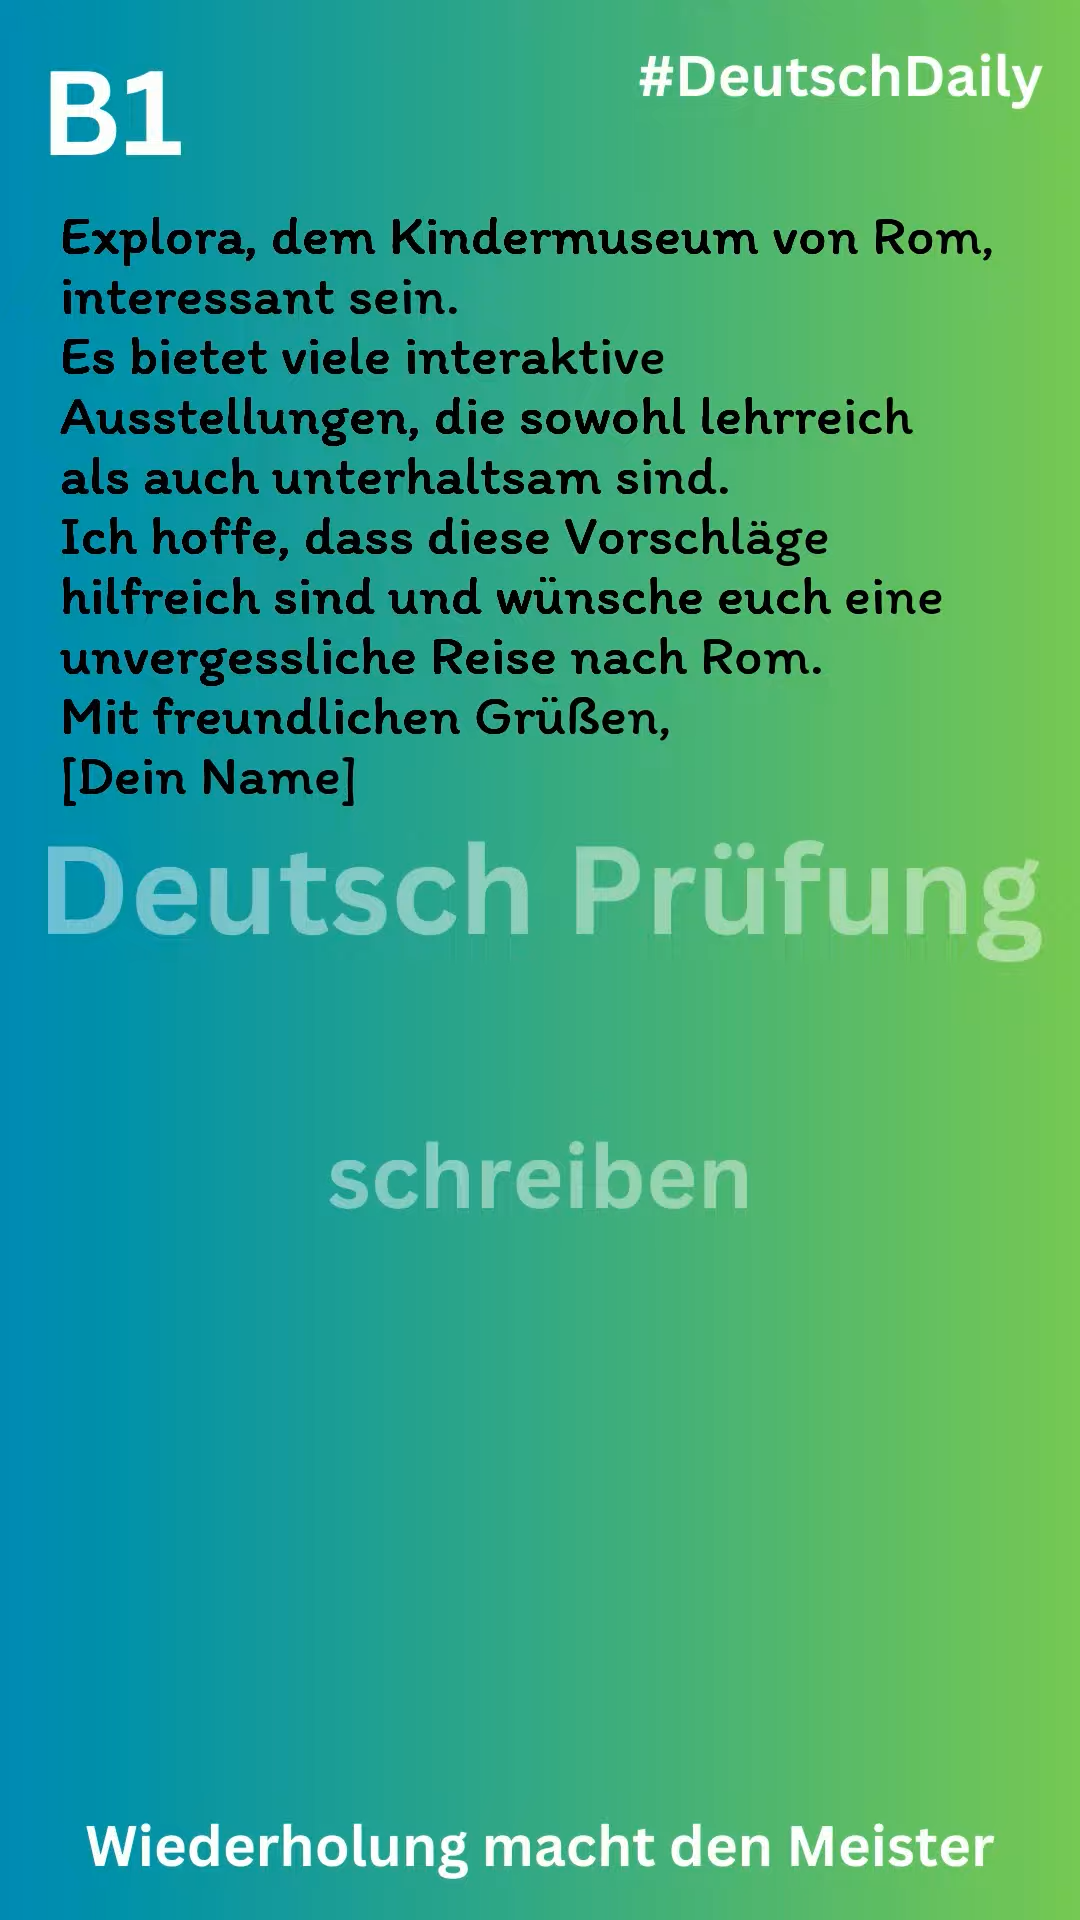 B1
#DeutschDaily
Explora, dem Kindermuseum von Rom,
interessant sein.
Es bietet viele interaktive
Ausstellungen, die sowohl lehrreich
als auch unterhaltsam sind.
Ich hoffe, dass diese Vorschläge
hilfreich sind und wünsche euch eine
unvergessliche Reise nach Rom.
Mit freundlichen Grüßen,
[Dein Name]
Deutsch Prüfung
schreiben
Wiederholung macht den Meister